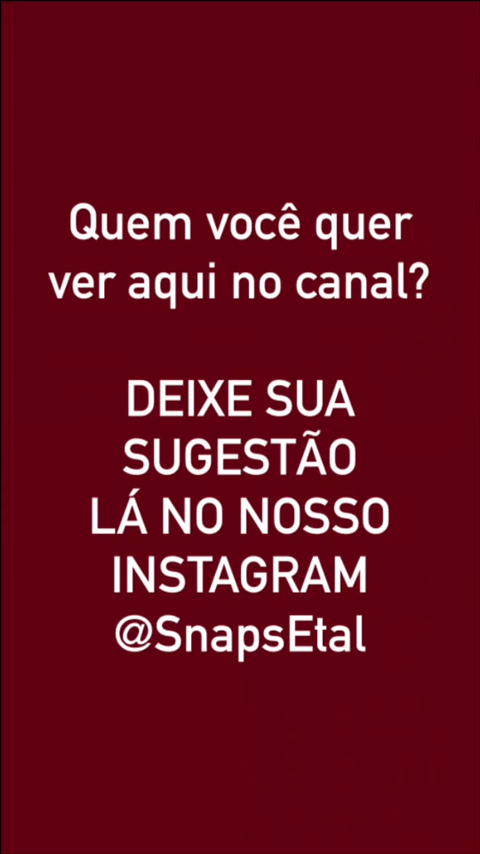 Quem você quer
ver aqui no canal?
DEIXE SUA
SUGESTÃO
LÁ NO NOSSO
INSTAGRAM
@SnapsEtal